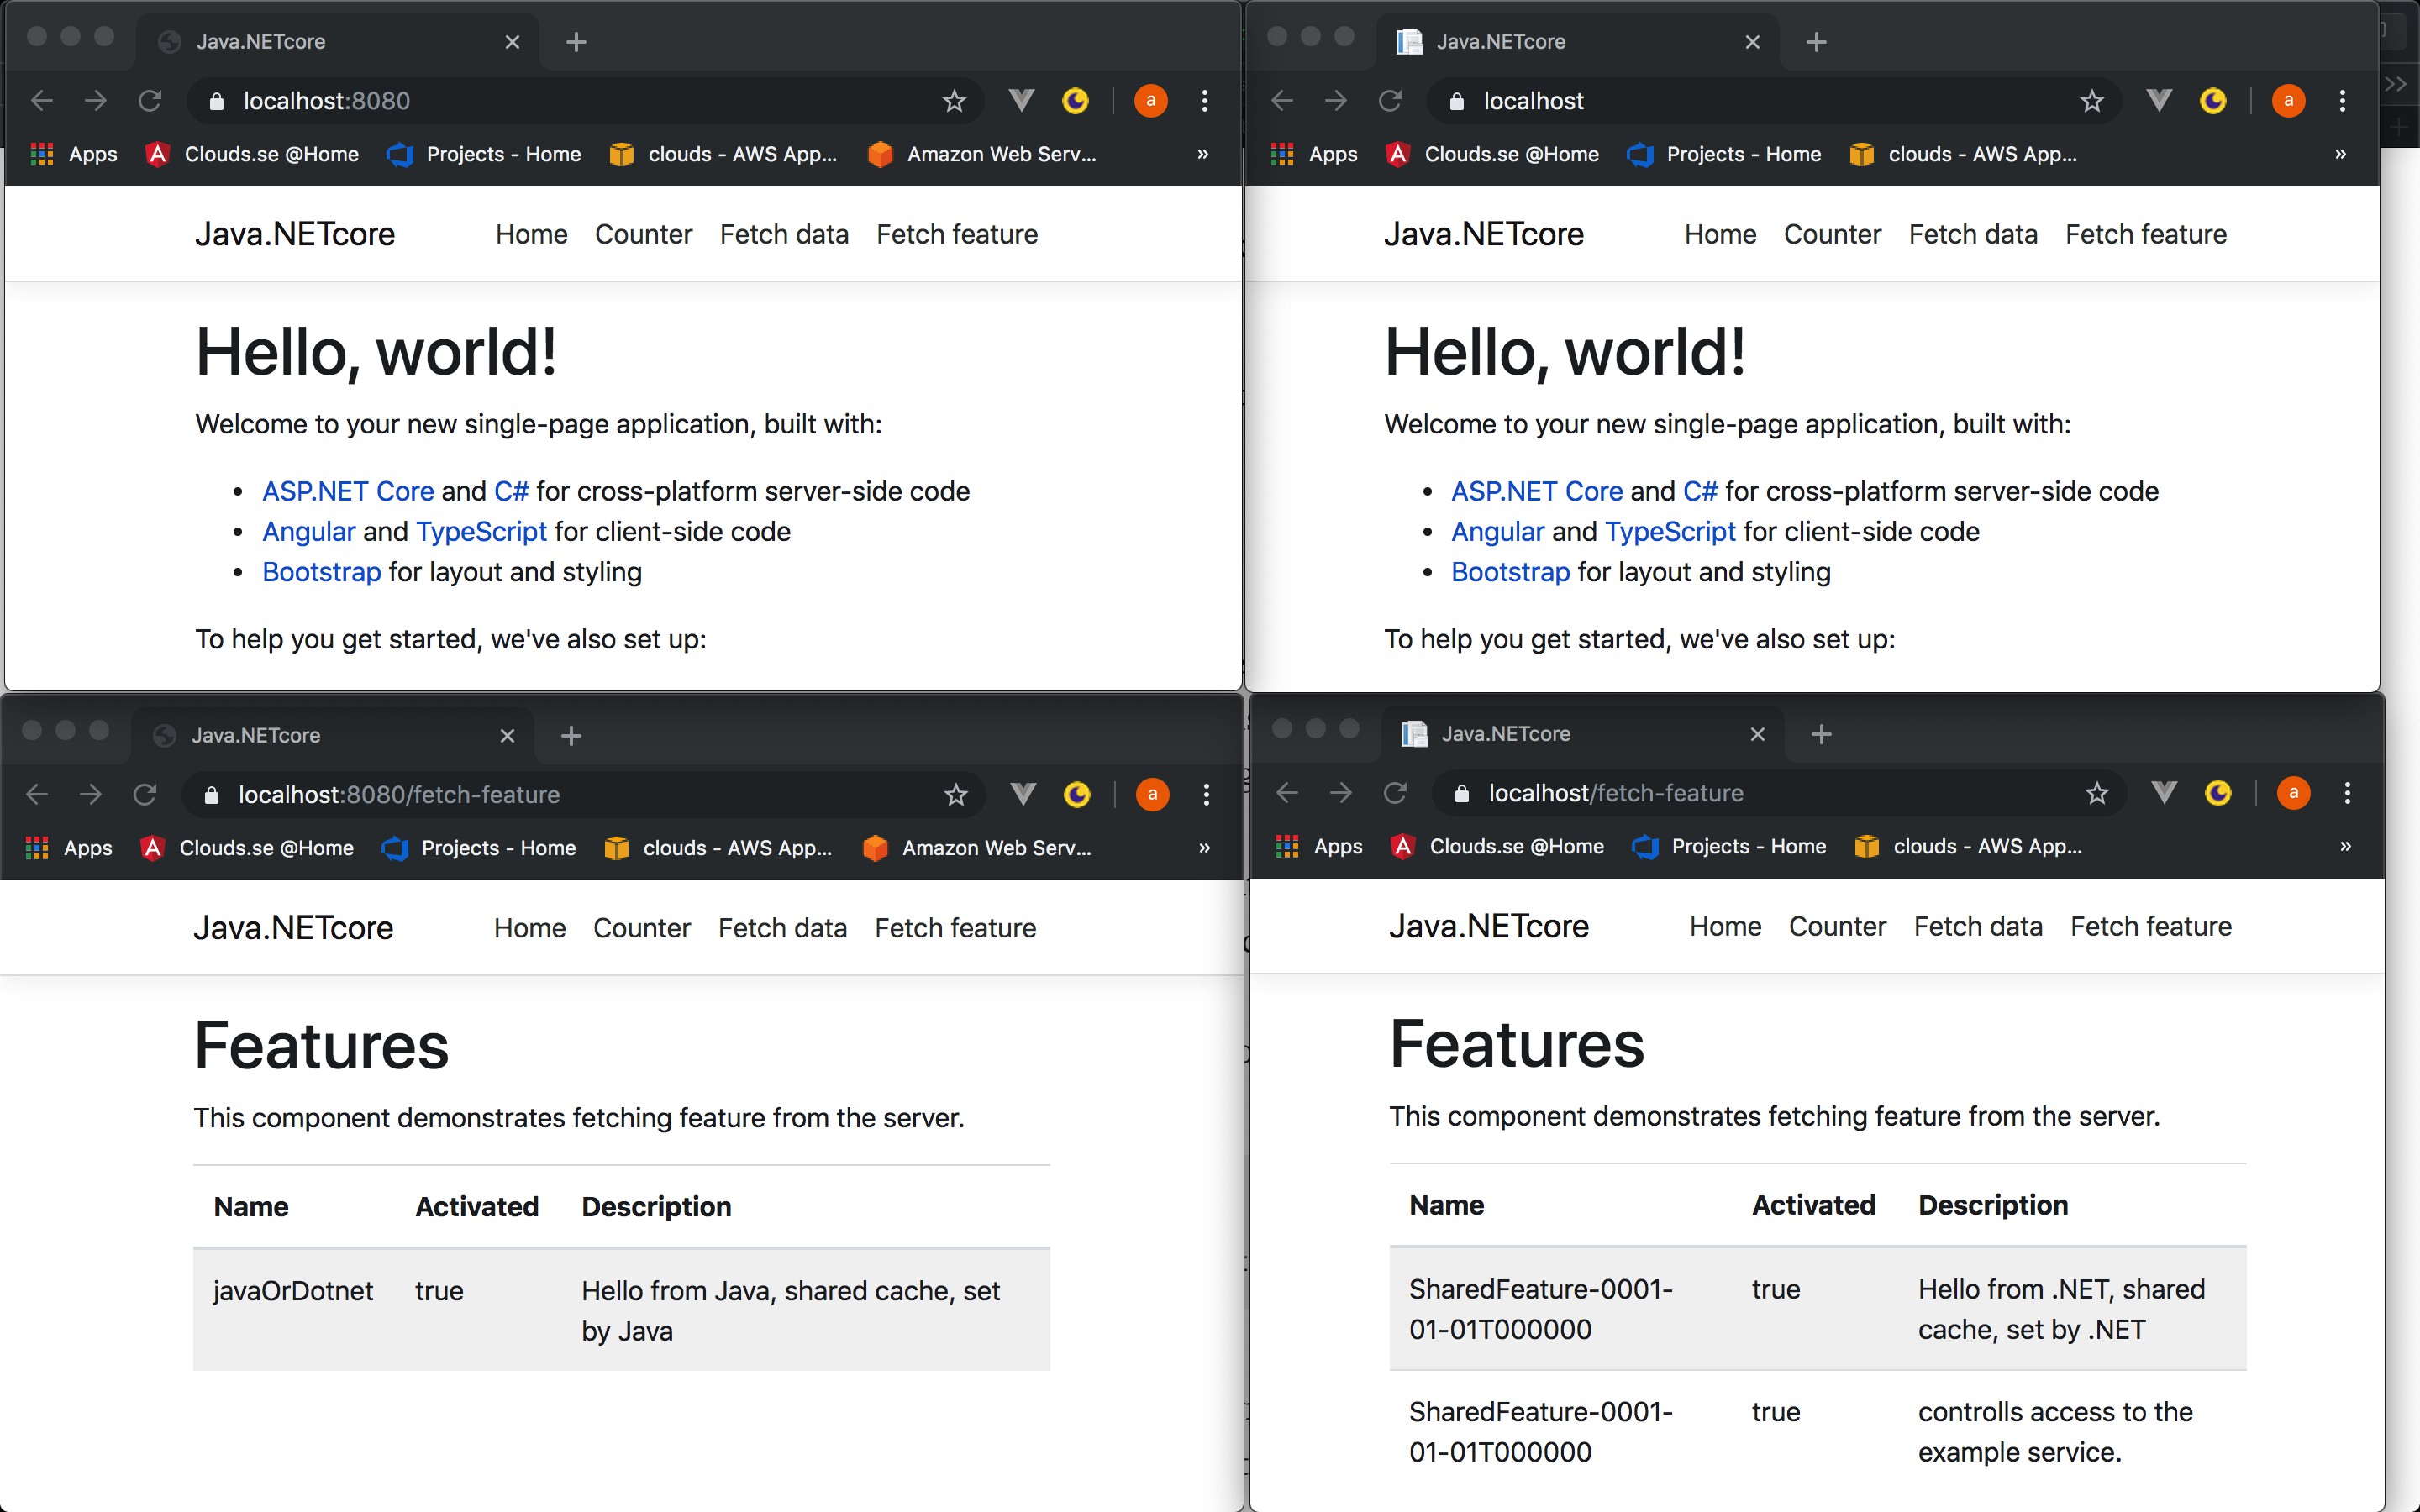 Java.NETcore
localhost:8080
Apps Clouds.se @Home Projects - Home clouds - AWS App... Amazon Web Serv... »
Java.NETcore Home Counter Fetch data Fetch feature
Hello, world!
Welcome to your new single-page application, built with:
• ASP.NET Core and C# for cross-platform server-side code
• Angular and TypeScript for client-side code
• Bootstrap for layout and styling
To help you get started, we've also set up:
Java.NETcore
localhost
a
Apps Clouds.se @Home Projects - Home clouds - AWS App... »
Java.NETcore Home Counter Fetch data Fetch feature
Hello, world!
Welcome to your new single-page application, built with:
• ASP.NET Core and C# for cross-platform server-side code
• Angular and TypeScript for client-side code
• Bootstrap for layout and styling
To help you get started, we've also set up:
Java.NETcore
localhost:8080/fetch-feature
a
Apps Clouds.se @Home Projects - Home clouds - AWS App... Amazon Web Serv... »
Java.NETcore Home Counter Fetch data Fetch feature
Features
This component demonstrates fetching feature from the server.
Name Activated Description
javaOrDotnet true Hello from Java, shared cache, set
by Java
Java.NETcore
localhost/fetch-feature
a
Apps Clouds.se @Home Projects - Home clouds - AWS App... »
Java.NETcore Home Counter Fetch data Fetch feature
Features
This component demonstrates fetching feature from the server.
Name Activated Description
SharedFeature-0001- true Hello from .NET, shared
01-01T000000 cache, set by .NET
SharedFeature-0001- true controlls access to the
01-01T000000 example service.